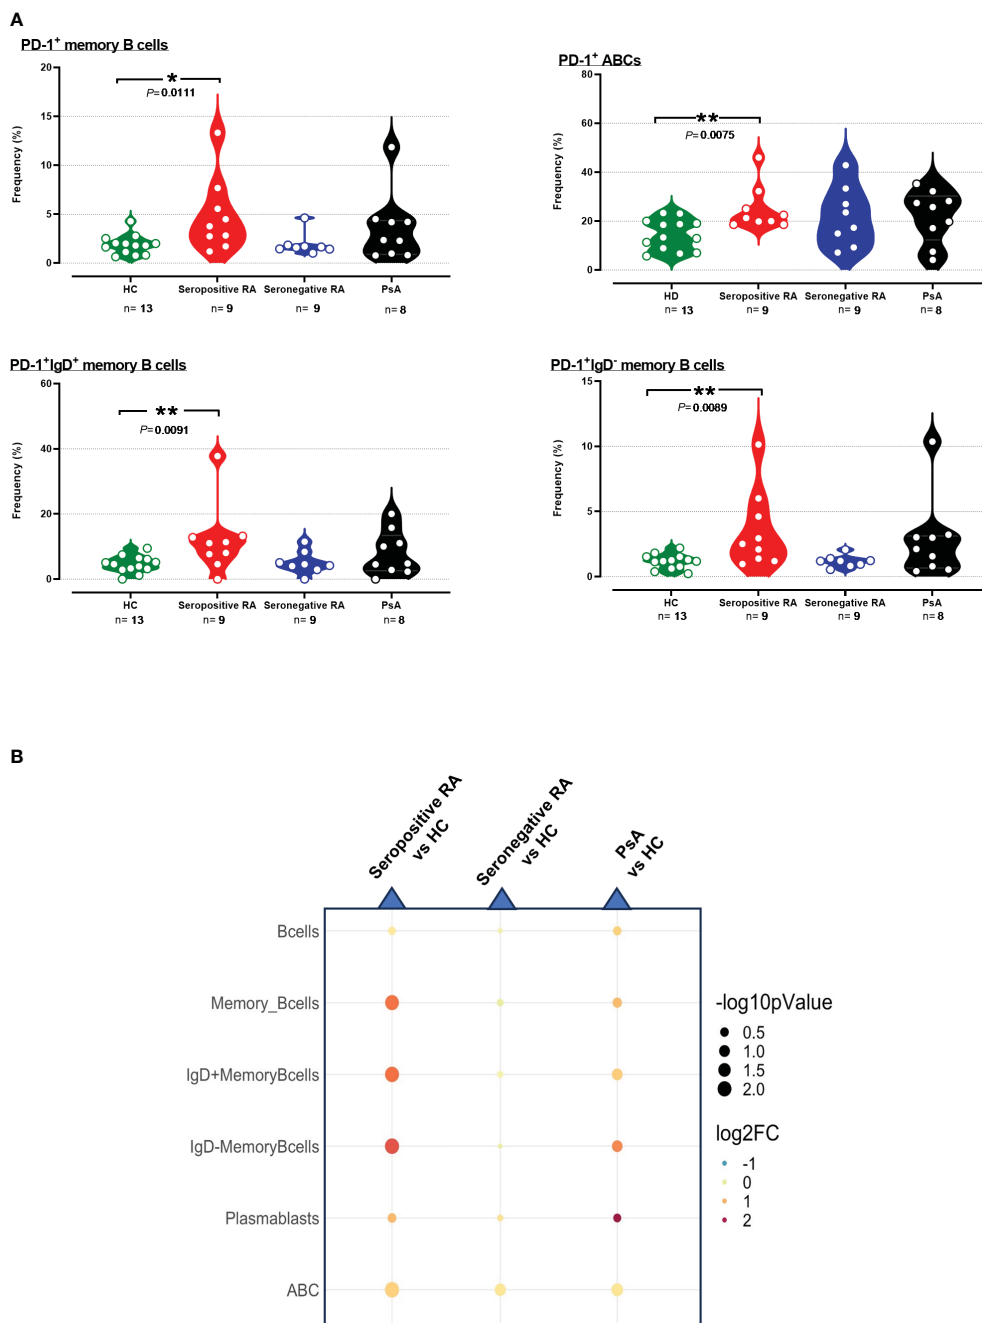 A
PD-1+ memory B cells
20
15
10
5
0
Frequency (%)
*
P=0.0111
HC
Seropositive RA
Seronegative RA
PsA
n= 13
n= 9
n= 9
n= 8
PD-1+ ABCs
80
60
40
20
0
Frequency (%)
**
P=0.0075
HD
Seropositive RA
Seronegative RA
PsA
n= 13
n= 9
n= 9
n= 8
PD-1+IgD+ memory B cells
60
40
20
0
Frequency (%)
**
P=0.0091
HC
Seropositive RA
Seronegative RA
PsA
n= 13
n= 9
n= 9
n= 8
PD-1+IgD- memory B cells
15
10
5
0
Frequency (%)
**
P=0.0089
HC
Seropositive RA
Seronegative RA
PsA
n= 13
n= 9
n= 9
n= 8
B
Seropositive RA
vs HC
Seronegative RA
vs HC
PsA
vs HC
Bcells
Memory_Bcells
IgD+MemoryBcells
IgD-MemoryBcells
Plasmablasts
ABC
-log10pValue
0.5
1.0
1.5
2.0
log2FC
-1
0
1
2